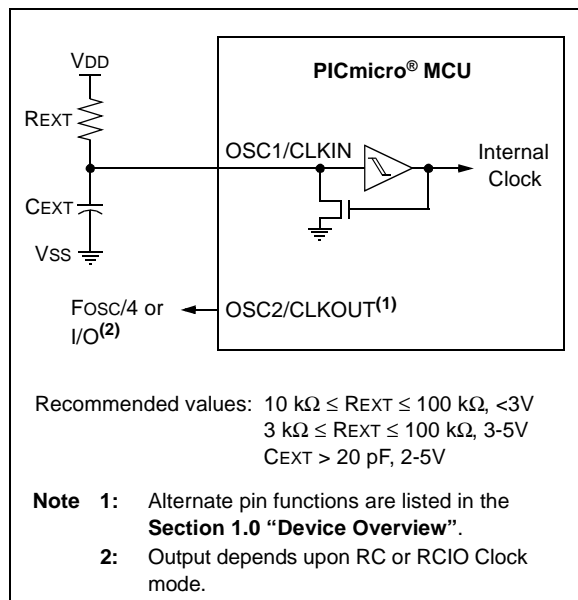 VDD
PICmicro® MCU
REXT
OSC1/CLKIN
Internal
Clock
CEXT
VSS
FOSC/4 or
I/O(2)
OSC2/CLKOUT(1)
Recommended values: 10 kΩ ≤ REXT ≤ 100 kΩ, <3V
3 kΩ ≤ REXT ≤ 100 kΩ, 3-5V
CEXT > 20 pF, 2-5V
Note 1: Alternate pin functions are listed in the
Section 1.0 “Device Overview”.
2: Output depends upon RC or RCIO Clock
mode.